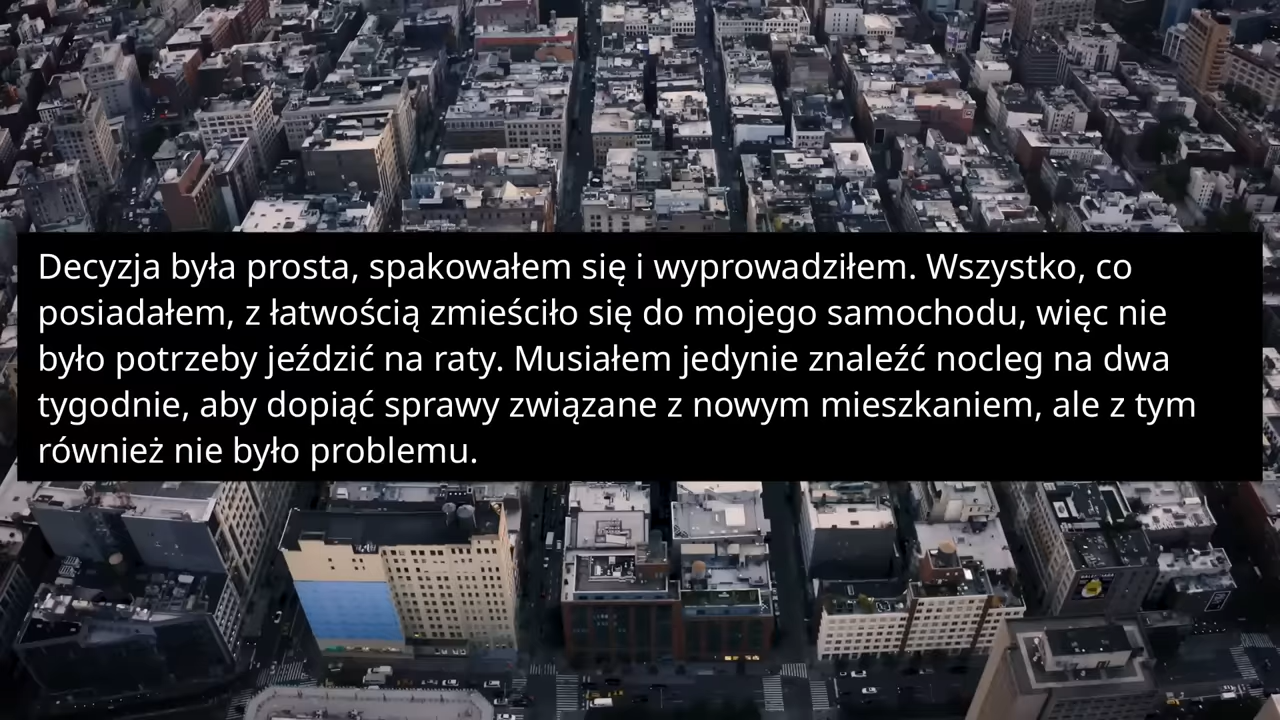 Decyzja była prosta, spakowałem się i wyprowadziłem. Wszystko, co
posiadałem, z łatwością zmieściło się do mojego samochodu, więc nie
było potrzeby jeździć na raty. Musiałem jedynie znaleźć nocleg na dwa
tygodnie, aby dopiąć sprawy związane z nowym mieszkaniem, ale z tym
również nie było problemu.